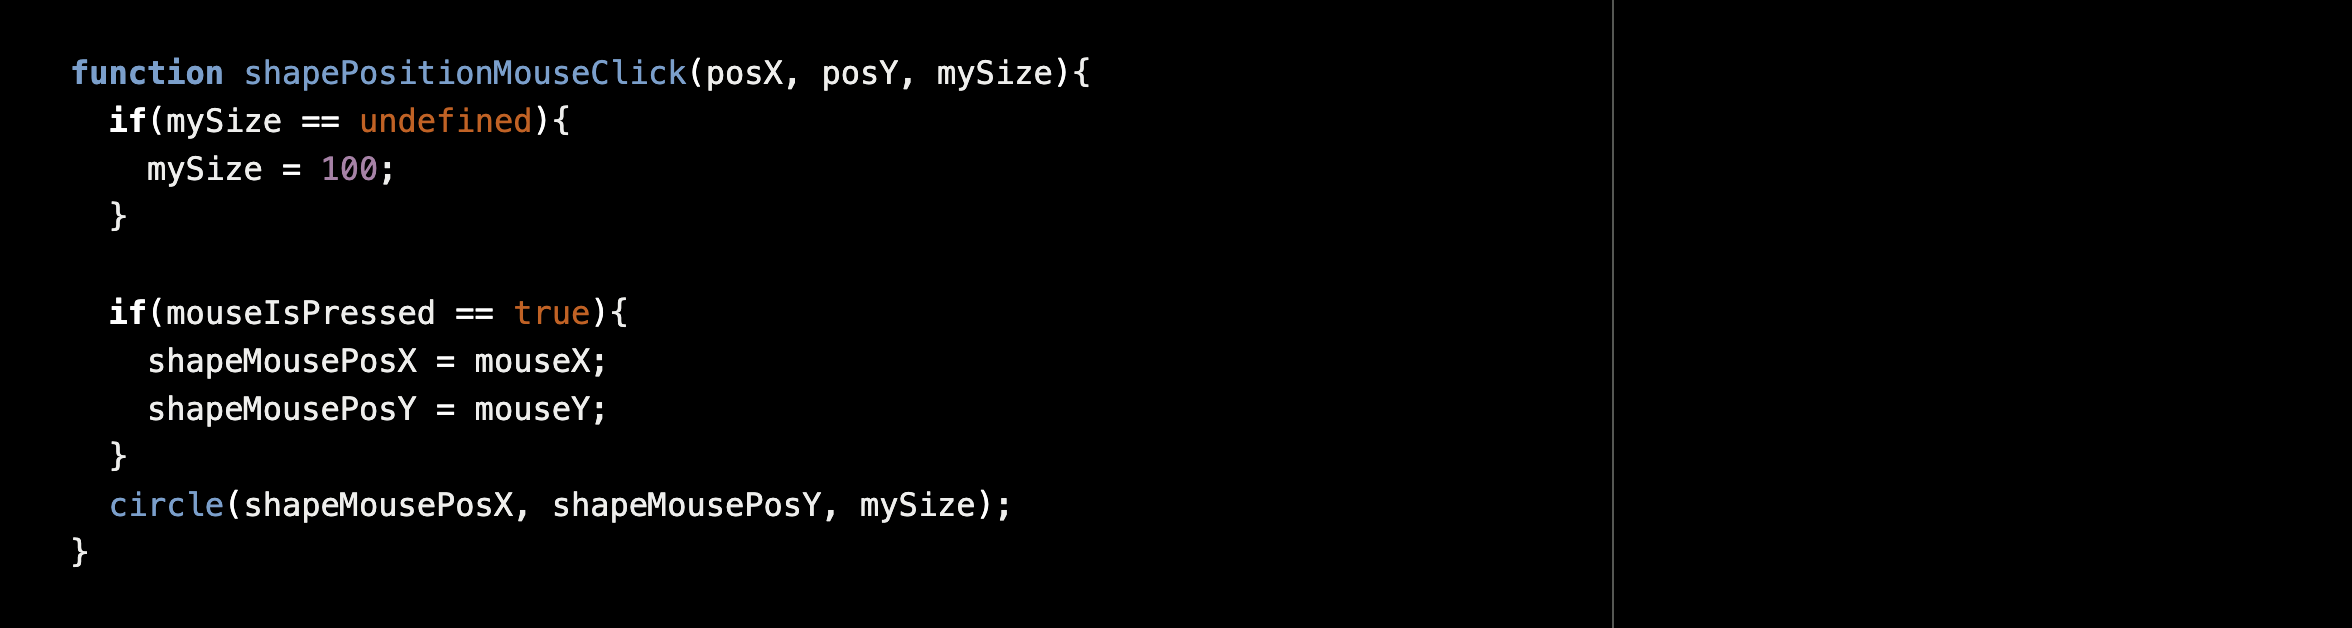 function shapePositionMouseClick(posX, posY, mySize){
  if(mySize == undefined){
    mySize = 100;
  }

  if(mouseIsPressed == true){
    shapeMousePosX = mouseX;
    shapeMousePosY = mouseY;
  }
  circle(shapeMousePosX, shapeMousePosY, mySize);
}